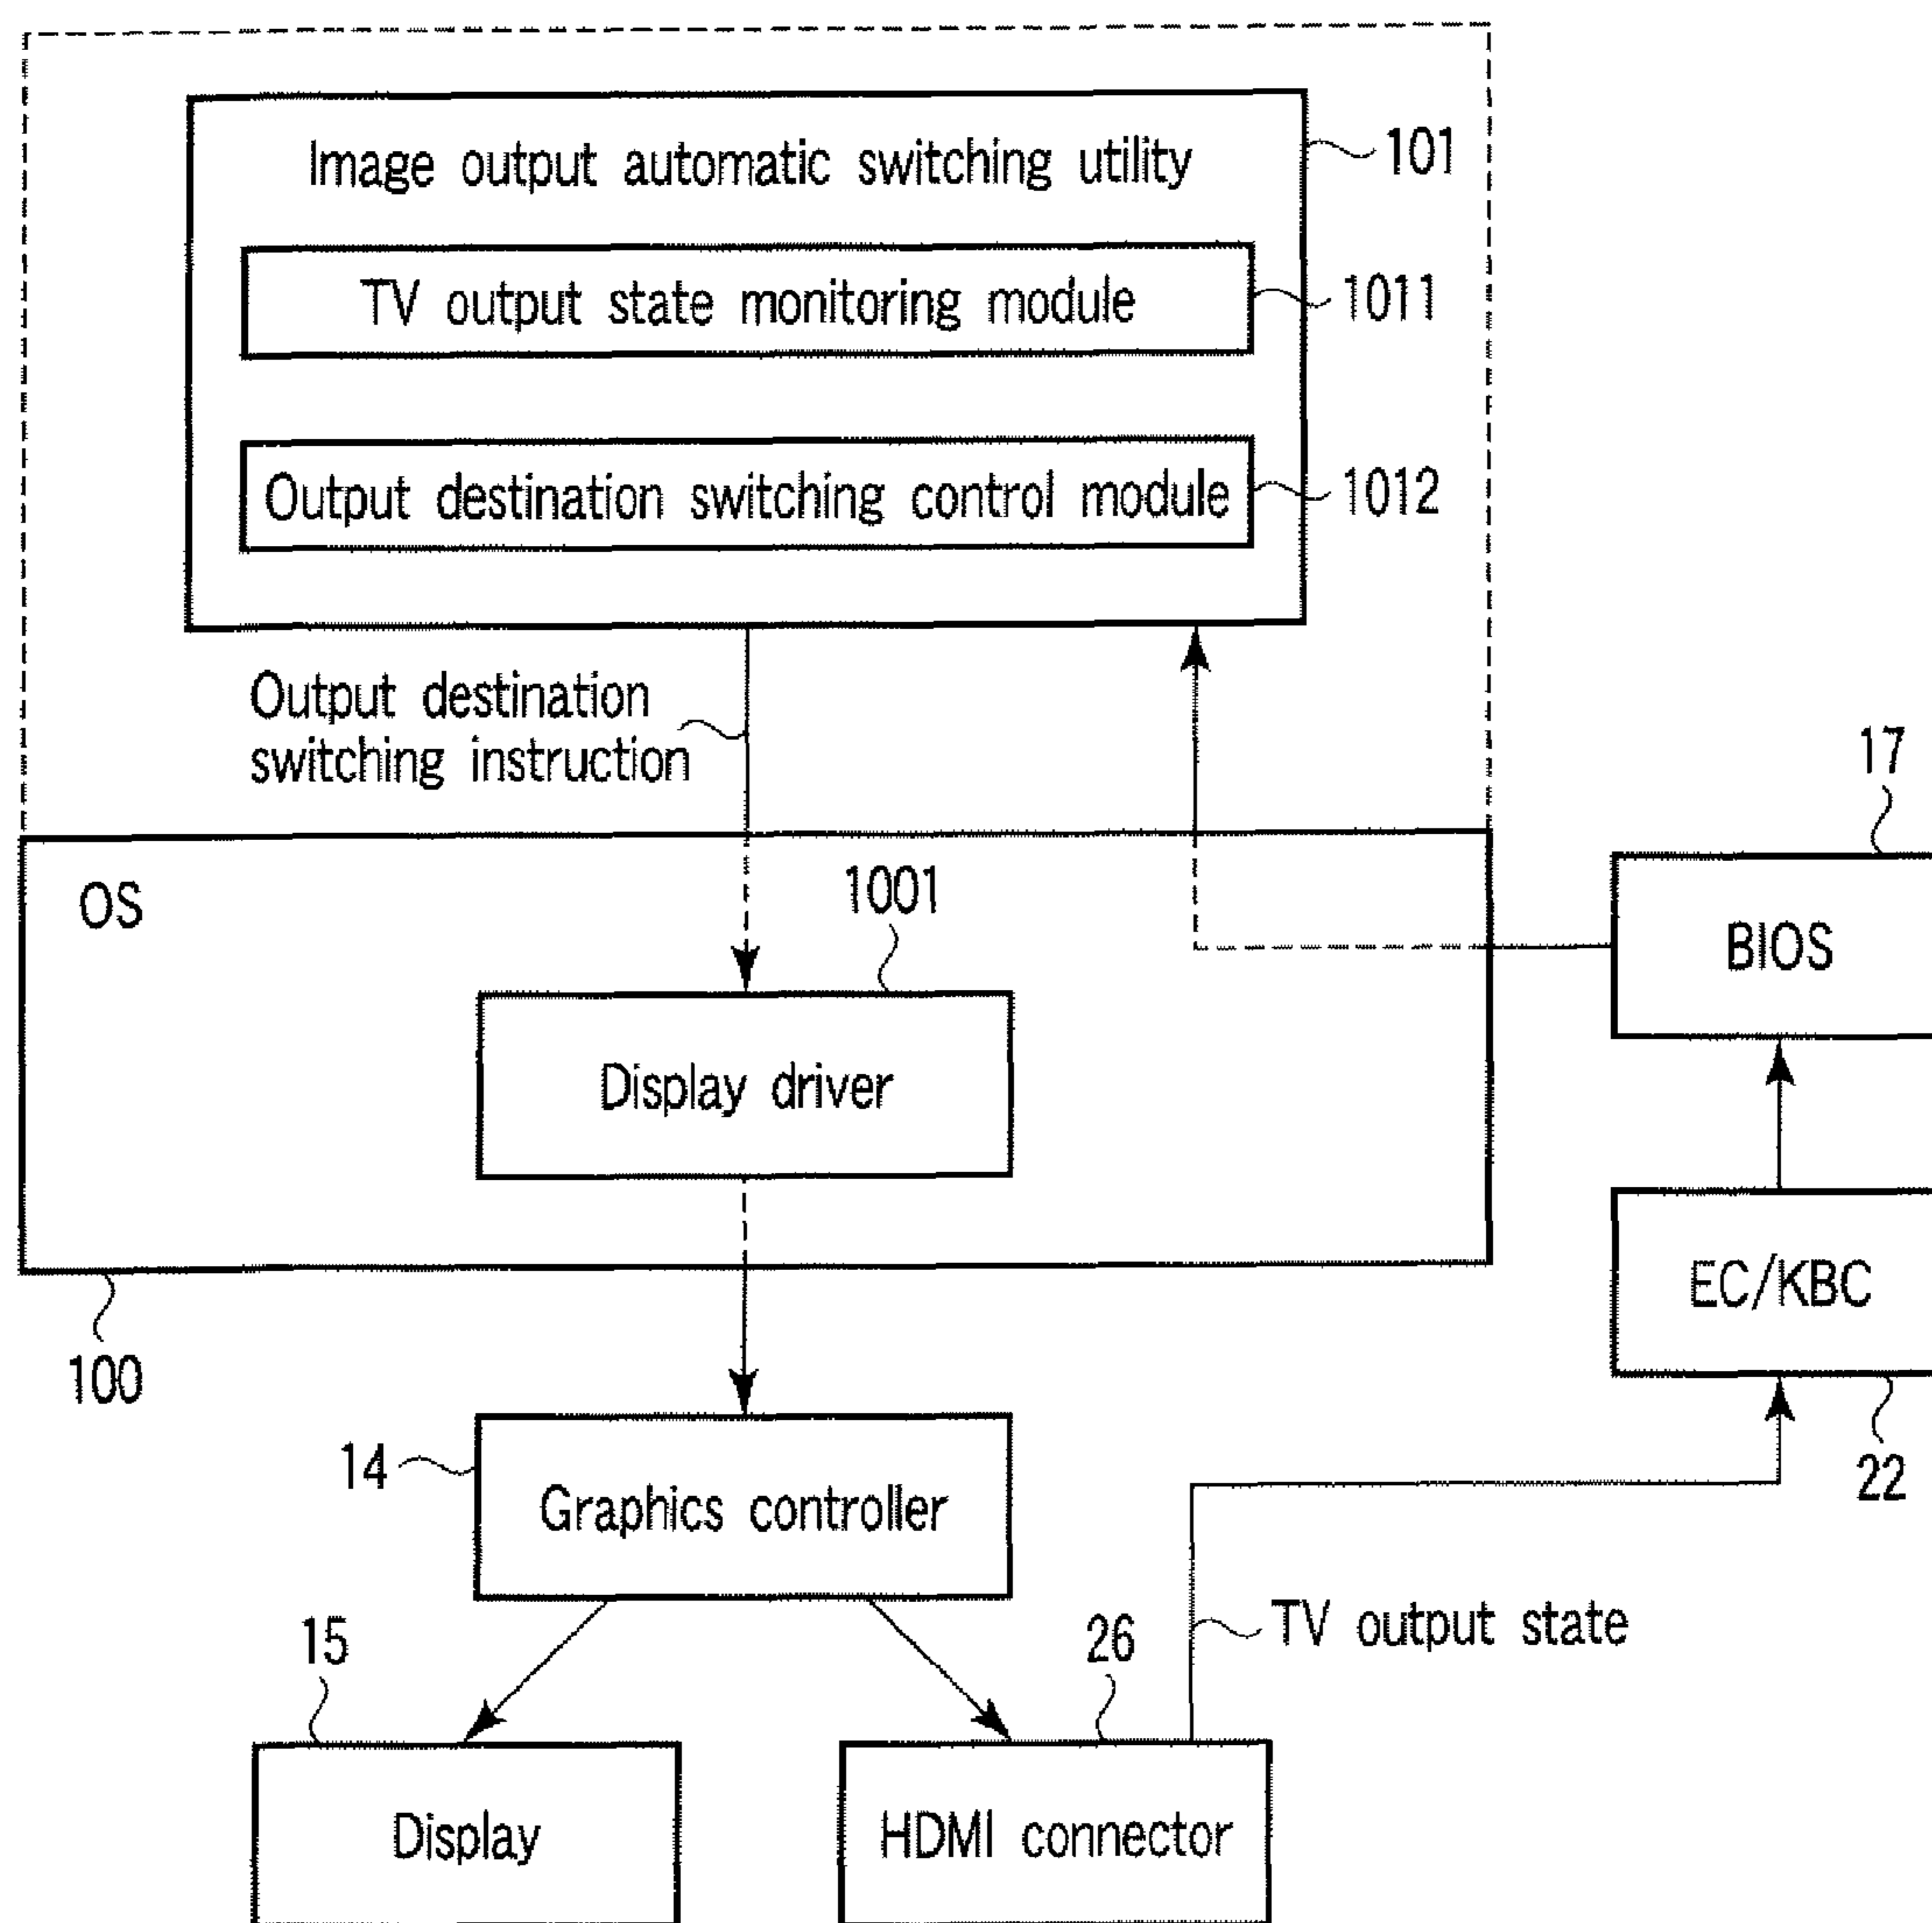 Image output automatic switching utility
101
TV output state monitoring module
1011
Output destination switching control module
1012
Output destination
switching instruction
17
OS
1001
BIOS
Display driver
EC/KBC
100
14
Graphics controller
22
15
26
TV output state
Display
HDMI connector